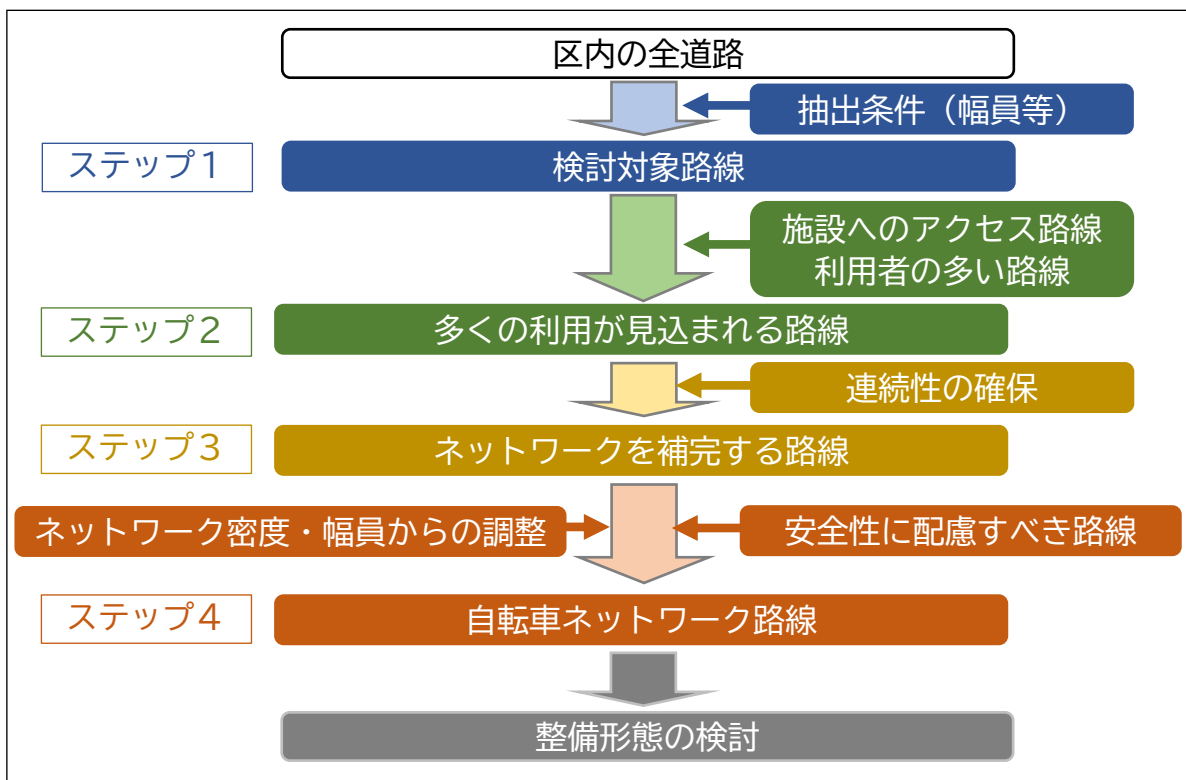 区内の全道路
抽出条件（幅員等）
ステップ１
検討対象路線
施設へのアクセス路線
利用者の多い路線
ステップ２
多くの利用が見込まれる路線
連続性の確保
ステップ３
ネットワークを補完する路線
ネットワーク密度・幅員からの調整
安全性に配慮すべき路線
ステップ４
自転車ネットワーク路線
整備形態の検討